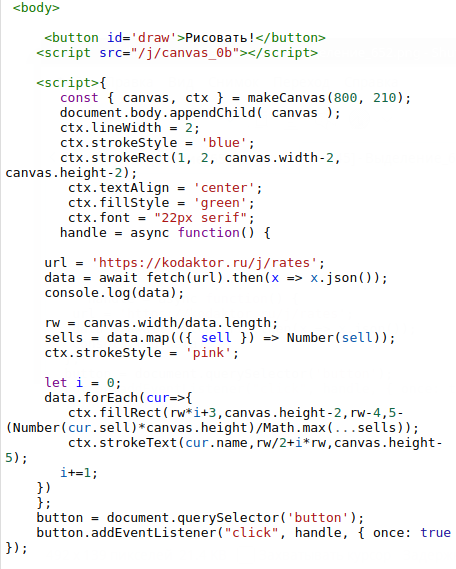 <body>
<button id='draw'>Рисовать!</button>
<script src="/j/canvas_0b"></script>
<script>{
const { canvas, ctx } = makeCanvas(800, 210);
document.body.appendChild( canvas );
ctx.lineWidth = 2;
ctx.strokeStyle = 'blue';
ctx.strokeRect(1, 2, canvas.width-2,
canvas.height-2);
ctx.textAlign = 'center';
ctx.fillStyle = 'green';
ctx.font = "22px serif";
handle = async function() {
url = 'https://kodaktor.ru/j/rates';
data = await fetch(url).then(x => x.json());
console.log(data);
rw = canvas.width/data.length;
sells = data.map(({ sell }) => Number(sell));
ctx.strokeStyle = 'pink';
let i = 0;
data.forEach(cur=>{
ctx.fillRect(rw*i+3,canvas.height-2,rw-4,5-
(Number(cur.sell)*canvas.height)/Math.max(...sells));
ctx.strokeText(cur.name,rw/2+i*rw,canvas.height-
5);
i+=1;
})
};
button = document.querySelector('button');
button.addEventListener("click", handle, { once: true
});